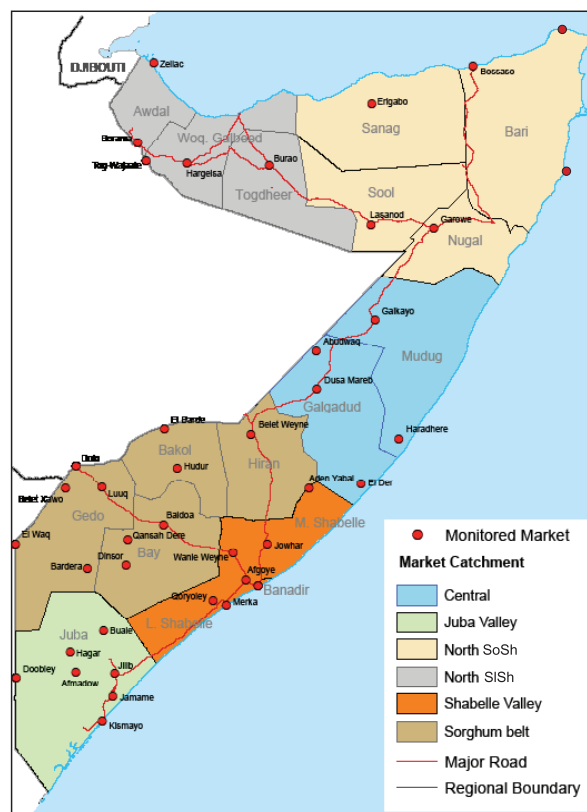 DJIBOUTI
Zeilac
Bossaso
Awdal
Erigabo
Sanag
Bari
Borama
Woq. Galbeed
Burao
Tog-Wajaale
Hargeisa
Togdheer
Sool
Lasanod
Garowe
Nugal
Galkayo
Abudwaq
Mudug
Dusa Mareb
Galgadud
El Barde
Belet Weyne
Haradhere
Bakol
Hudur
Hiran
Dolo
Aden Yabal
El Der
Belet Xawo
Luuq
Gedo
Baidoa
M. Shabelle
El Waq
Qansah Dere
Bay
Jowhar
Dinsor
Wanle Weyne
Bardera
Afgoye
Banadir
Qoryoley
Merka
L. Shabelle
Juba
Buale
Hagar
Doobley
Jilib
Afmadow
Jamame
Kismayo
Monitored Market
Market Catchment
Central
Juba Valley
North SoSh
North SlSh
Shabelle Valley
Sorghum belt
Major Road
Regional Boundary